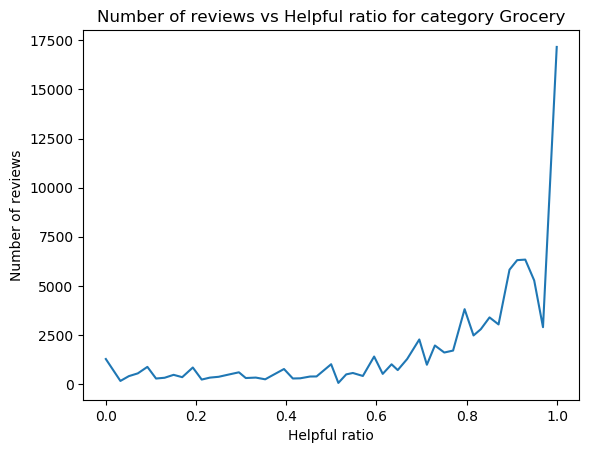 Number of reviews vs Helpful ratio for category Grocery
17500
15000
12500
10000
7500
5000
2500
0
Number of reviews
0.0 0.2 0.4 0.6 0.8 1.0
Helpful ratio